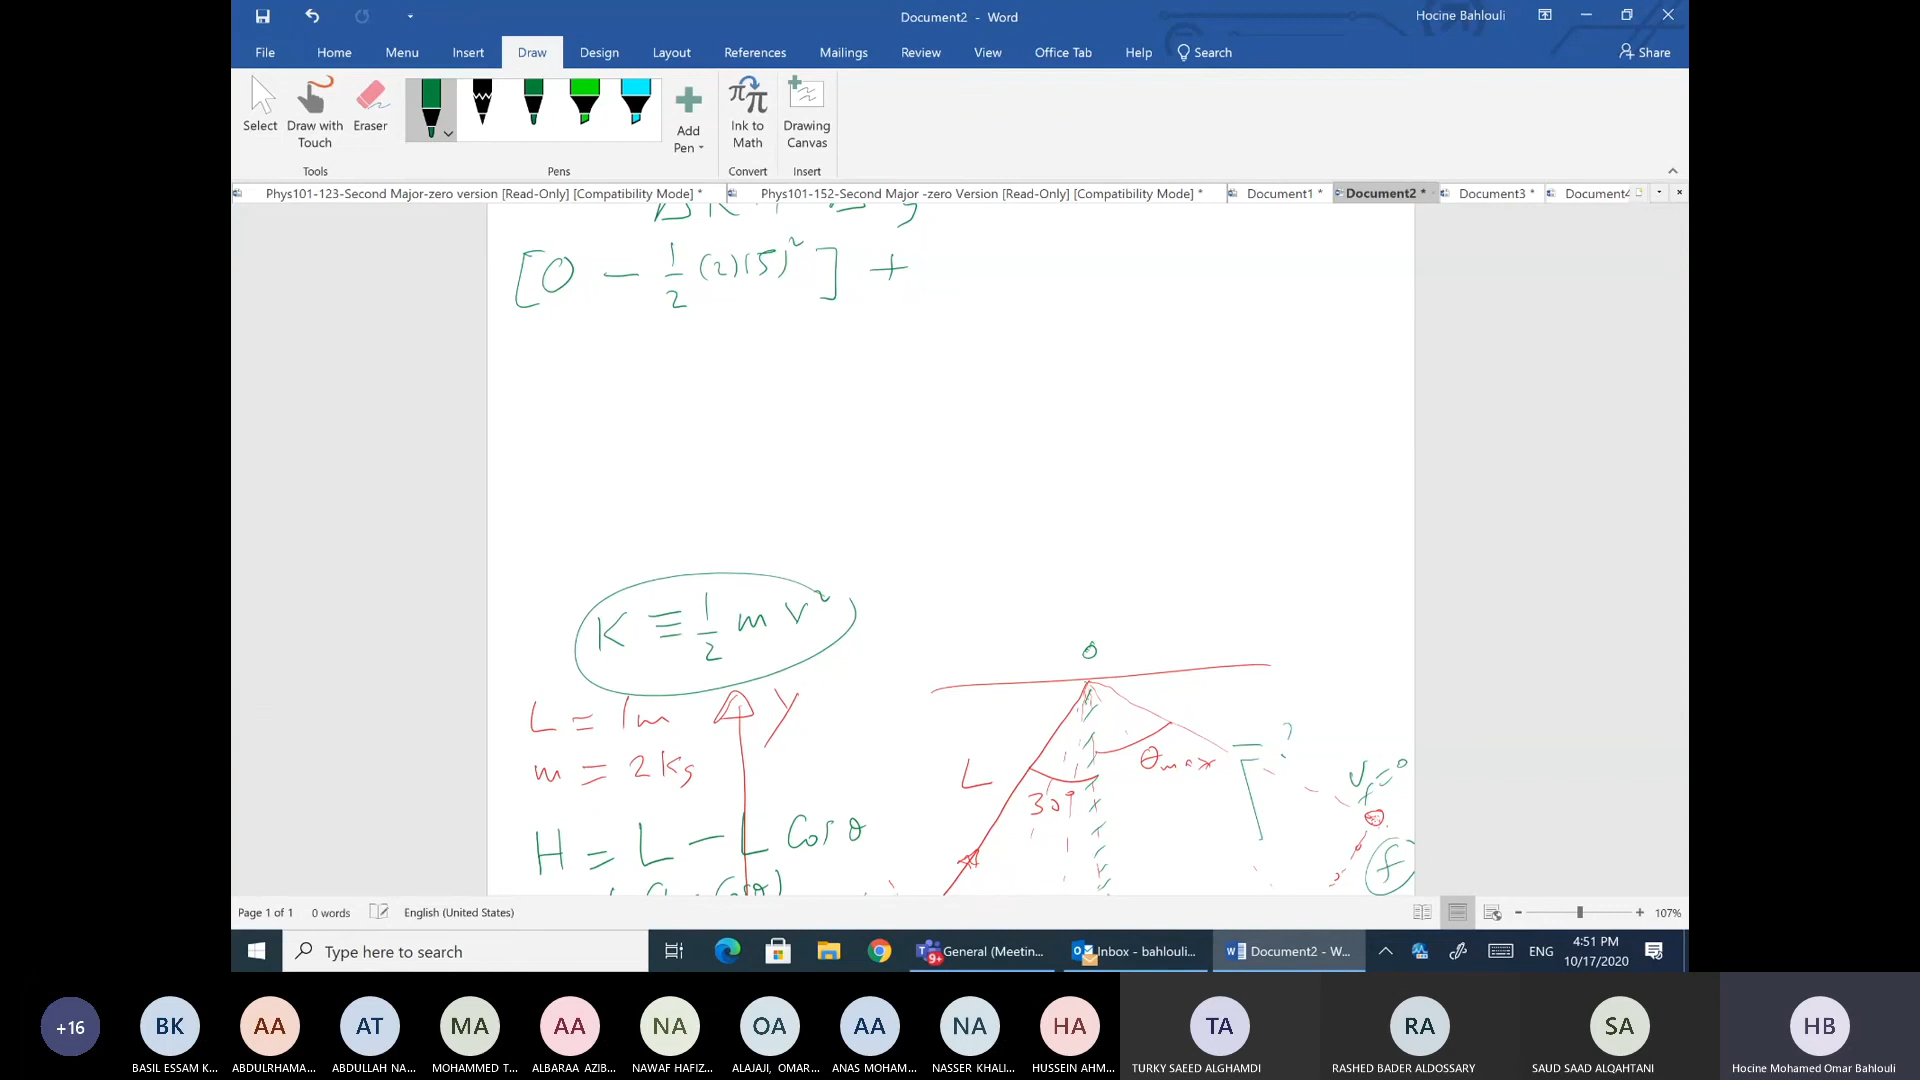 Document2 - Word
Hocine Bahlouli
File Home Menu Insert Draw Design Layout References Mailings Review View Office Tab Help Search Share
Select
Draw with Touch
Eraser
Add Pen
Ink to Math
Drawing Canvas
Tools Pens Convert Insert
Phys101-123-Second Major-zero version [Read-Only] [Compatibility Mode] * Phys101-152-Second Major -zero Version [Read-Only] [Compatibility Mode] * Document1 * Document2 * Document3 * Document4
[0 - 1/2 (2)(5)²] +
K ≡ 1/2 m v²
O
L = 1m
Y
m = 2 Kg
L
30°
θmax
?
Vf = 0
f
H = L - L Cos θ
Page 1 of 1 0 words English (United States) 107%
Type here to search
9+
General (Meetin...
Inbox - bahlouli...
Document2 - W...
ENG
4:51 PM
10/17/2020
+16 BK AA AT MA AA NA OA AA NA HA TA RA SA HB
BASIL ESSAM K... ABDULRHAMA... ABDULLAH NA... MOHAMMED T... ALBARAA AZIB... NAWAF HAFIZ... ALAJAJI, OMAR... ANAS MOHAM... NASSER KHALI... HUSSEIN AHM... TURKY SAEED ALGHAMDI RASHED BADER ALDOSSARY SAUD SAAD ALQAHTANI Hocine Mohamed Omar Bahlouli